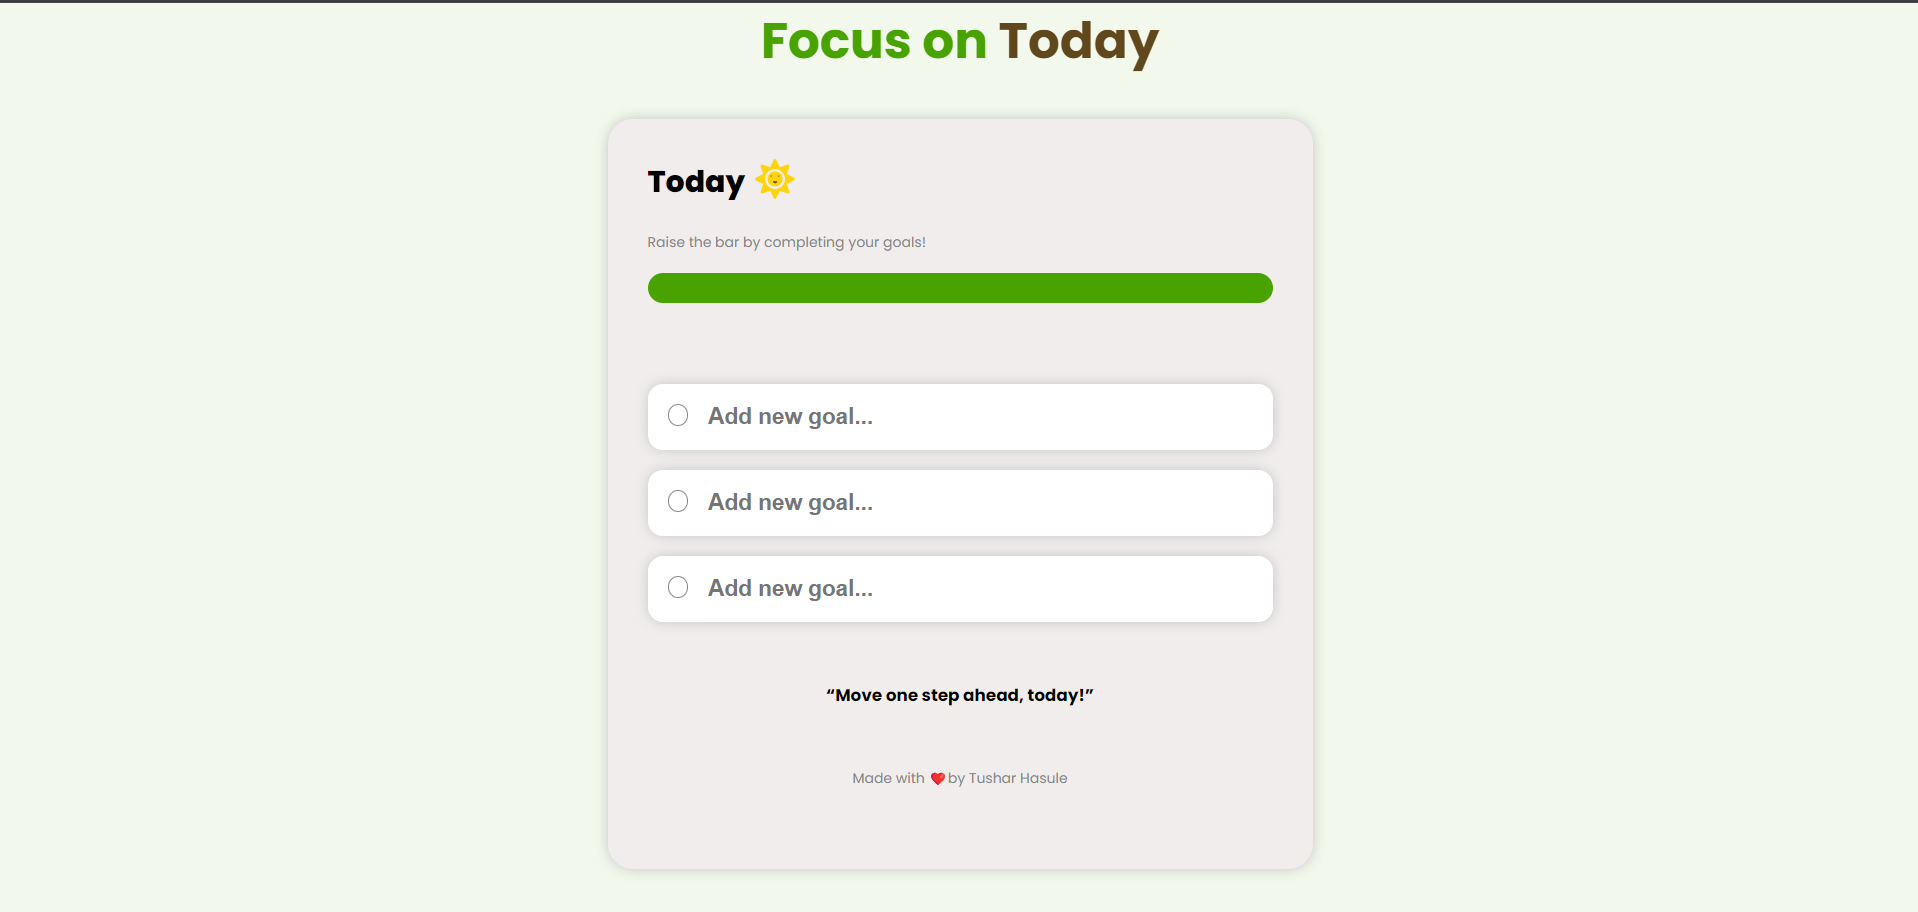 Focus on Today
Today
Raise the bar by completing your goals!
Add new goal...
Add new goal...
Add new goal...
“Move one step ahead, today!”
Made with ❤️ by Tushar Hasule